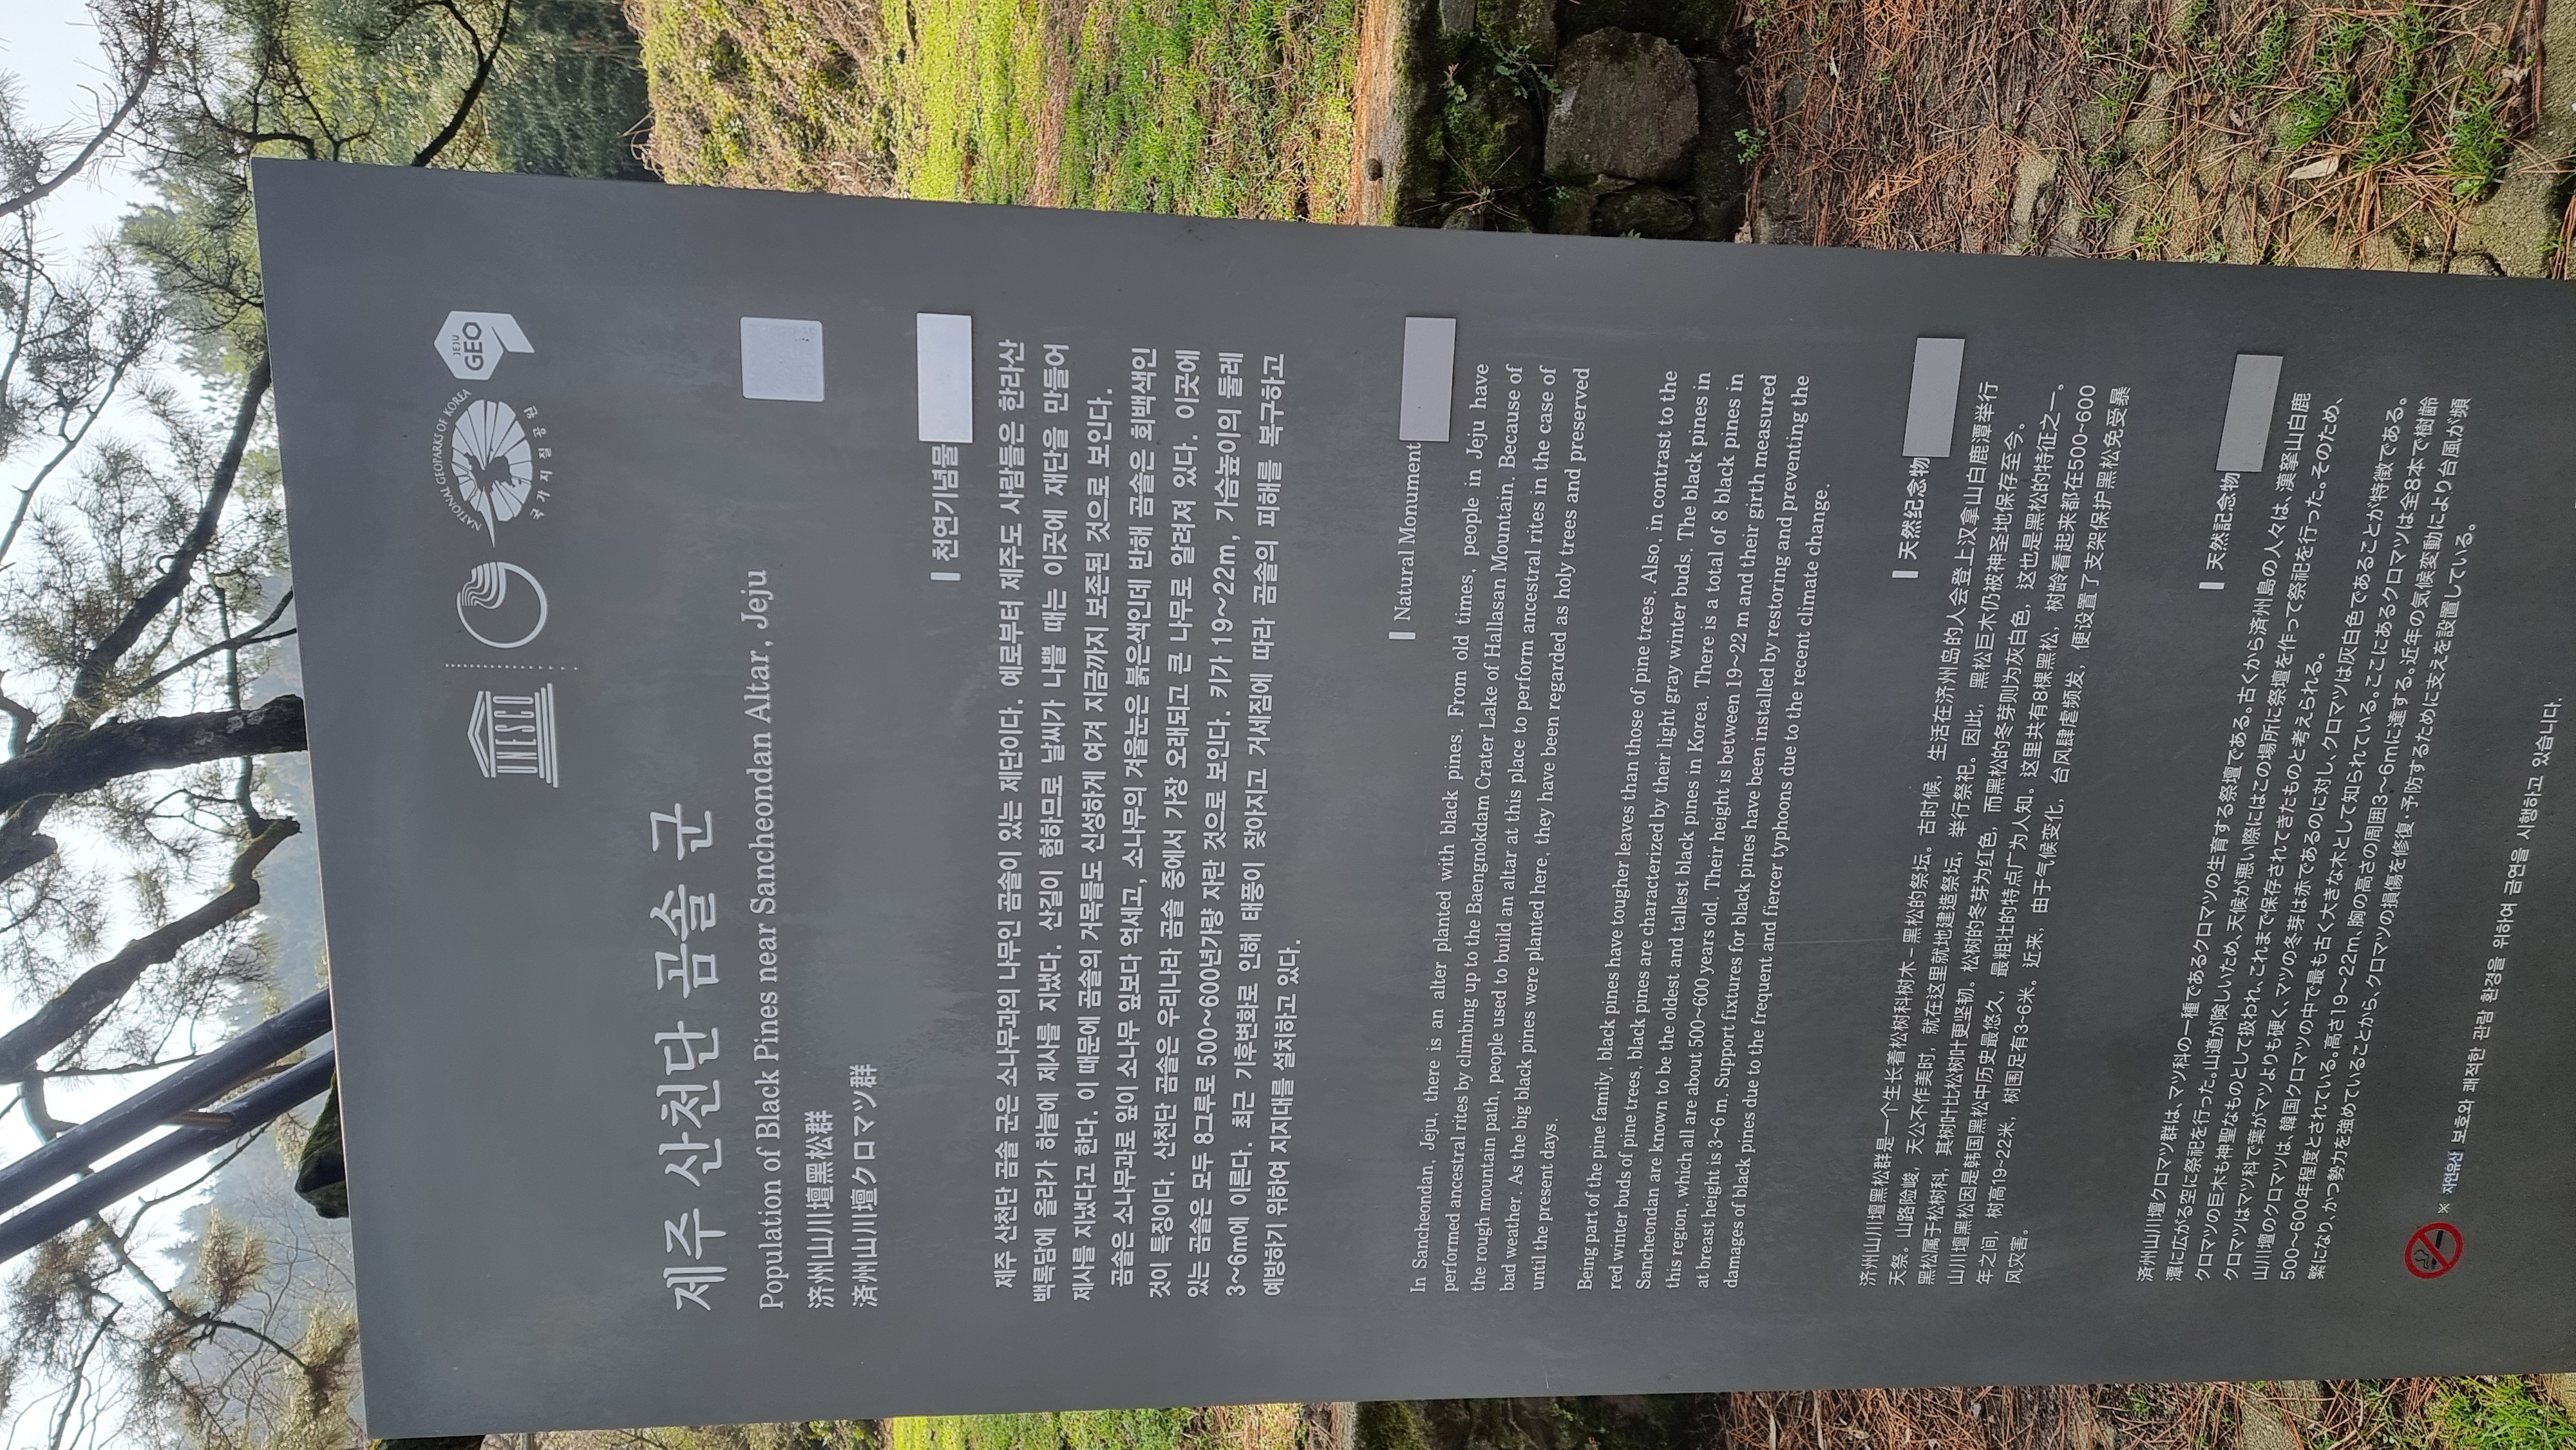 UNESCO
NATIONAL GEOPARKS OF KOREA
국가지질공원
JEJU
GEO
제주 산천단 곰솔 군
Population of Black Pines near Sancheondan Altar, Jeju
济州山川壇黑松群
済州山川壇クロマツ群
천연기념물
제주 산천단 곰솔 군은 소나무과의 나무인 곰솔이 있는 제단이다. 예로부터 제주도 사람들은 한라산
백록담에 올라가 하늘에 제사를 지냈다. 산길이 험하므로 날씨가 나쁠 때는 이곳에 제단을 만들어
제사를 지냈다고 한다. 이 때문에 곰솔의 거목들도 신성하게 여겨 지금까지 보존된 것으로 보인다.
곰솔은 소나무과로 잎이 소나무 잎보다 억세고, 소나무의 겨울눈은 붉은색인데 반해 곰솔은 회백색인
것이 특징이다. 산천단 곰솔은 우리나라 곰솔 중에서 가장 오래되고 큰 나무로 알려져 있다. 이곳에
있는 곰솔은 모두 8그루로 500~600년가량 자란 것으로 보인다. 키가 19~22m, 가슴높이의 둘레
3~6m에 이른다. 최근 기후변화로 인해 태풍이 잦아지고 거세짐에 따라 곰솔의 피해를 복구하고
예방하기 위하여 지지대를 설치하고 있다.
Natural Monument
In Sancheondan, Jeju, there is an alter planted with black pines. From old times, people in Jeju have
performed ancestral rites by climbing up to the Baengnokdam Crater Lake of Hallasan Mountain. Because of
the rough mountain path, people used to build an altar at this place to perform ancestral rites in the case of
bad weather. As the big black pines were planted here, they have been regarded as holy trees and preserved
until the present days.
Being part of the pine family, black pines have tougher leaves than those of pine trees. Also, in contrast to the
red winter buds of pine trees, black pines are characterized by their light gray winter buds. The black pines in
Sancheondan are known to be the oldest and tallest black pines in Korea. There is a total of 8 black pines in
this region, which all are about 500~600 years old. Their height is between 19~22 m and their girth measured
at breast height is 3~6 m. Support fixtures for black pines have been installed by restoring and preventing the
damages of black pines due to the frequent and fiercer typhoons due to the recent climate change.
天然纪念物
济州山川壇黑松群是一个生长着松树科树木－黑松的祭坛。古时候，生活在济州岛的人会登上汉拿山白鹿潭举行
天祭。山路险峻，天公不作美时，就在这里就地建造祭坛，举行祭祀。因此，黑松巨木仍被神圣地保存至今。
黑松属于松树科，其树叶比松树叶更坚韧。松树的冬芽为红色，而黑松的冬芽则为灰白色，这也是黑松的特征之一。
山川壇黑松因是韩国黑松中历史最悠久，最粗壮的特点广为人知。这里共有8棵黑松，树龄看起来都在500~600
年之间，树高19~22米，树围足有3~6米。近来，由于气候变化，台风肆虐频发，便设置了支架保护黑松免受暴
风灾害。
天然記念物
済州山川壇クロマツ群は、マツ科の一種であるクロマツの生育する祭壇である。古くから済州島の人々は、漢拏山白鹿
潭に広がる空に祭祀を行った。山道が険しいため、天候が悪い際にはこの場所に祭壇を作って祭祀を行った。そのため、
クロマツの巨木も神聖なものとして扱われ、これまで保存されてきたものと考えられる。
クロマツはマツ科で葉がマツよりも硬く、マツの冬芽は赤であるのに対し、クロマツは灰白色であることが特徴である。
山川壇のクロマツは、韓国クロマツの中で最も古く大きな木として知られている。ここにあるクロマツは全8本で樹齢
500~600年程度とされている。高さ19~22m、胸の高さの周囲3~6mに達する。近年の気候変動により台風が頻
繁になり、かつ勢力を強めていることから、クロマツの損傷を修復・予防するために支えを設置している。
※ 자연유산 보호와 쾌적한 관람 환경을 위하여 금연을 시행하고 있습니다.